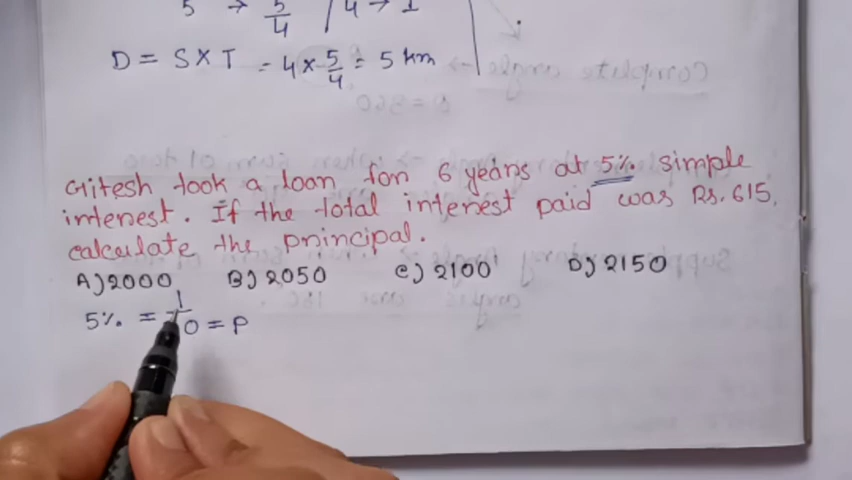 5 → 5/4 / 4 → 1
D = S X T = 4 x 5/4 = 5 km
Gitesh took a loan for 6 years at 5% simple
interest. If the total interest paid was Rs. 615,
calculate the principal.
A) 2000 B) 2050 C) 2100 D) 2150
5% = 1/ 0 = P